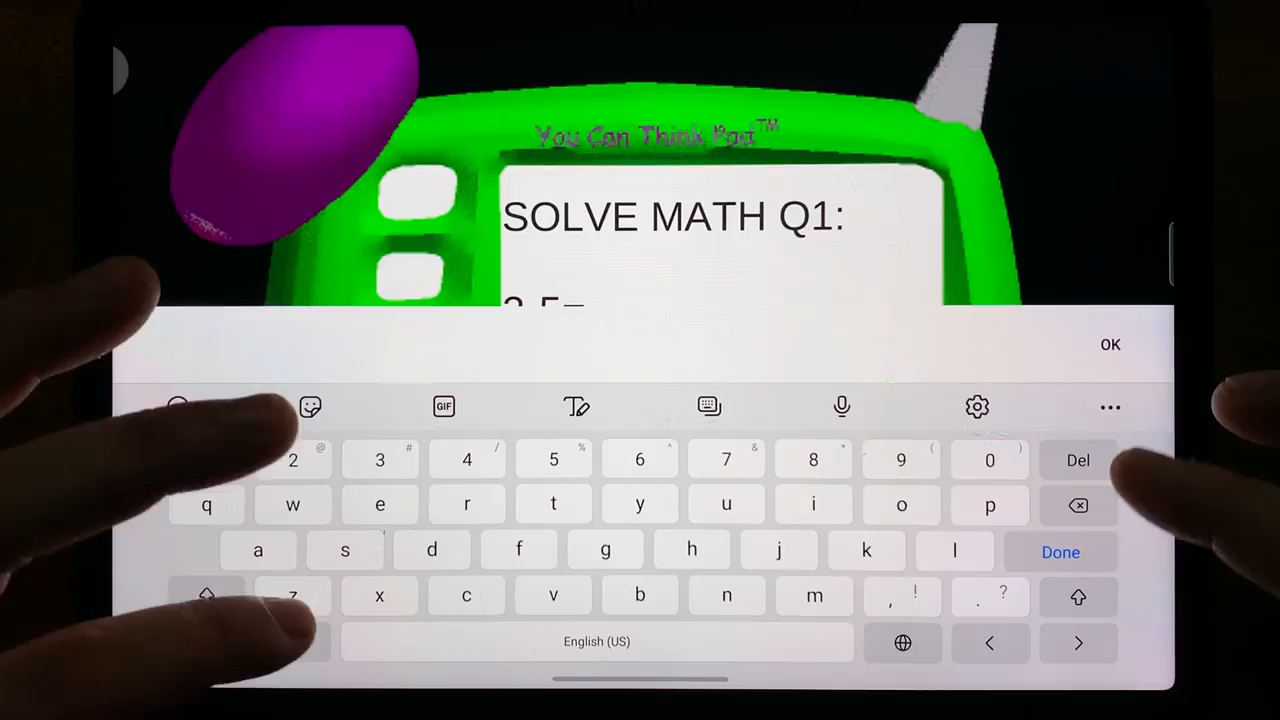 You Can Think Pad™
SOLVE MATH Q1:
OK
GIF
@ # / % ^ & * ( )
2 3 4 5 6 7 8 9 0 Del
q w e r t y u i o p
a s d f g h j k l Done
z x c v b n m , ! . ?
English (US)